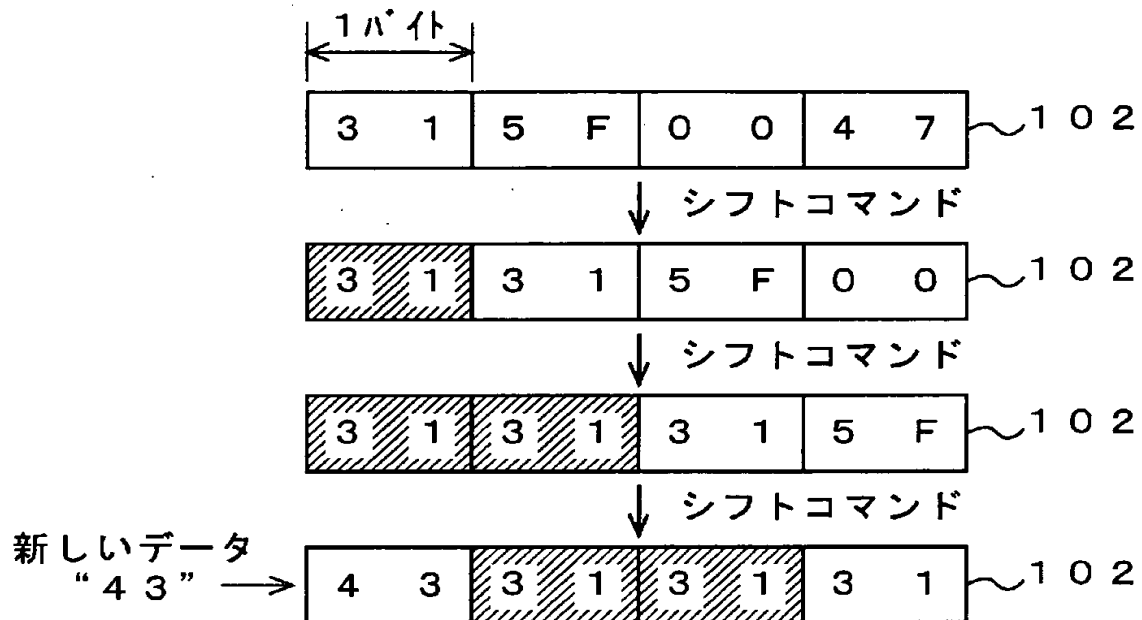 1バイト
3 1 5 F 0 0 4 7 102
シフトコマンド
3 1 3 1 5 F 0 0 102
シフトコマンド
3 1 3 1 3 1 5 F 102
シフトコマンド
新しいデータ
“43”
4 3 3 1 3 1 3 1 102